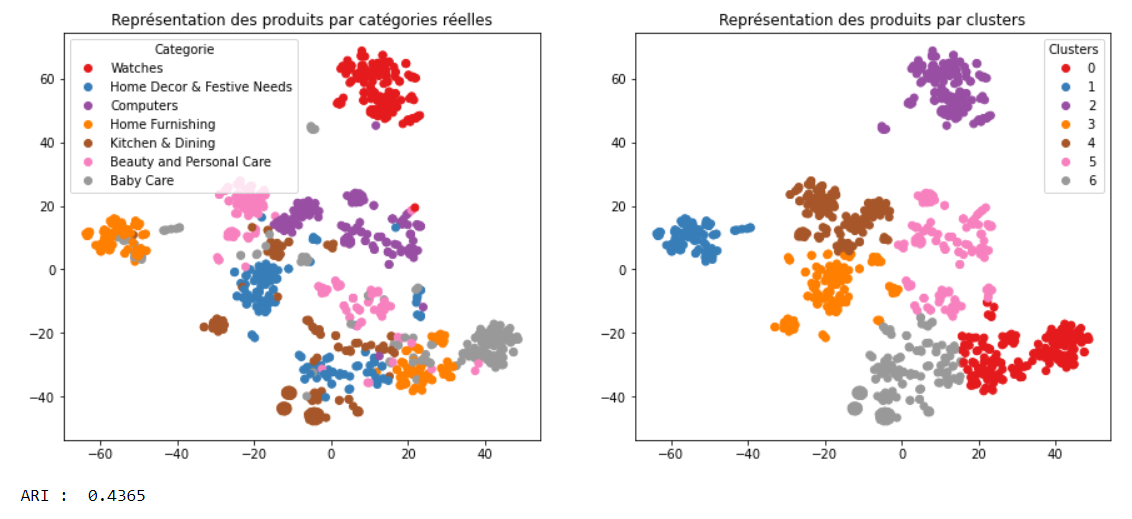 Représentation des produits par catégories réelles
Categorie
Watches
Home Decor & Festive Needs
Computers
Home Furnishing
Kitchen & Dining
Beauty and Personal Care
Baby Care
60
40
20
0
−20
−40
−60 −40 −20 0 20 40
Représentation des produits par clusters
Clusters
0
1
2
3
4
5
6
60
40
20
0
−20
−40
−60 −40 −20 0 20 40
ARI : 0.4365